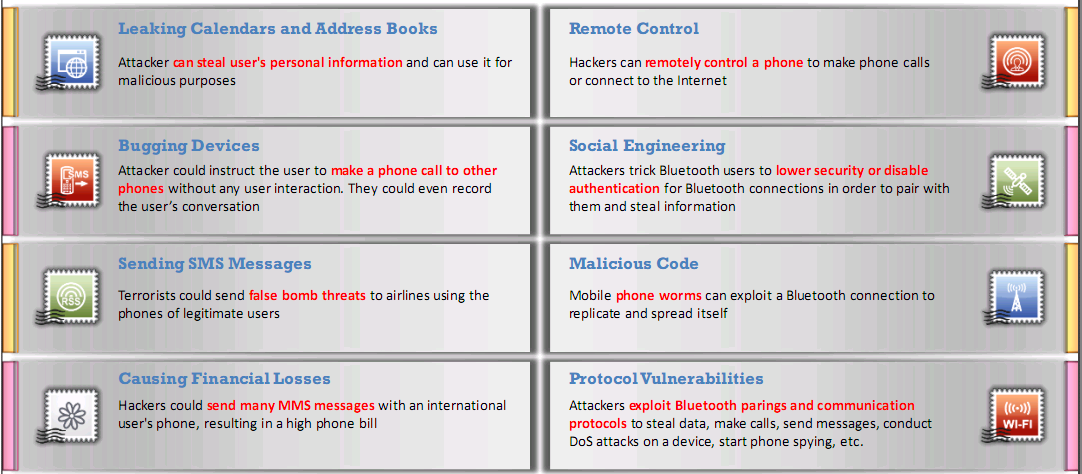 Leaking Calendars and Address Books
Attacker can steal user's personal information and can use it for
malicious purposes
Remote Control
Hackers can remotely control a phone to make phone calls
or connect to the Internet
Bugging Devices
Attacker could instruct the user to make a phone call to other
phones without any user interaction. They could even record
the user’s conversation
SMS
Social Engineering
Attackers trick Bluetooth users to lower security or disable
authentication for Bluetooth connections in order to pair with
them and steal information
Sending SMS Messages
Terrorists could send false bomb threats to airlines using the
phones of legitimate users
RSS
Malicious Code
Mobile phone worms can exploit a Bluetooth connection to
replicate and spread itself
Causing Financial Losses
Hackers could send many MMS messages with an international
user's phone, resulting in a high phone bill
Protocol Vulnerabilities
Attackers exploit Bluetooth parings and communication
protocols to steal data, make calls, send messages, conduct
DoS attacks on a device, start phone spying, etc.
WI-FI